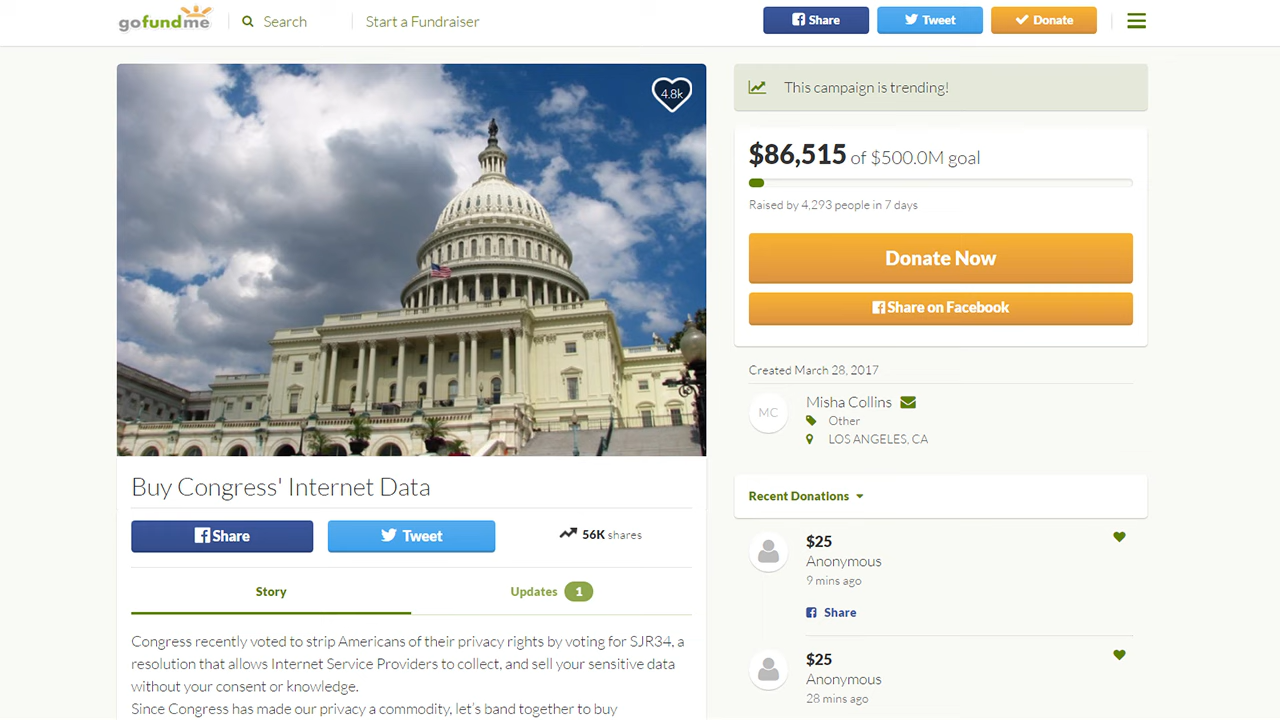 gofundme
Search
Start a Fundraiser
Share
Tweet
Donate
4.8k
Buy Congress' Internet Data
Share
Tweet
56K shares
Story
Updates 1
Congress recently voted to strip Americans of their privacy rights by voting for SJR34, a
resolution that allows Internet Service Providers to collect, and sell your sensitive data
without your consent or knowledge.
Since Congress has made our privacy a commodity, let's band together to buy
This campaign is trending!
$86,515 of $500.0M goal
Raised by 4,293 people in 7 days
Donate Now
Share on Facebook
Created March 28, 2017
MC
Misha Collins
Other
LOS ANGELES, CA
Recent Donations
$25
Anonymous
9 mins ago
Share
$25
Anonymous
28 mins ago